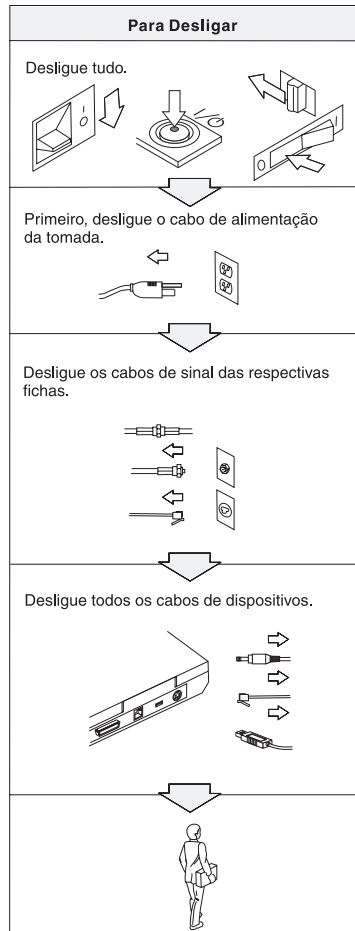 Para Desligar
Desligue tudo.
Primeiro, desligue o cabo de alimentação
da tomada.
Desligue os cabos de sinal das respectivas
fichas.
Desligue todos os cabos de dispositivos.